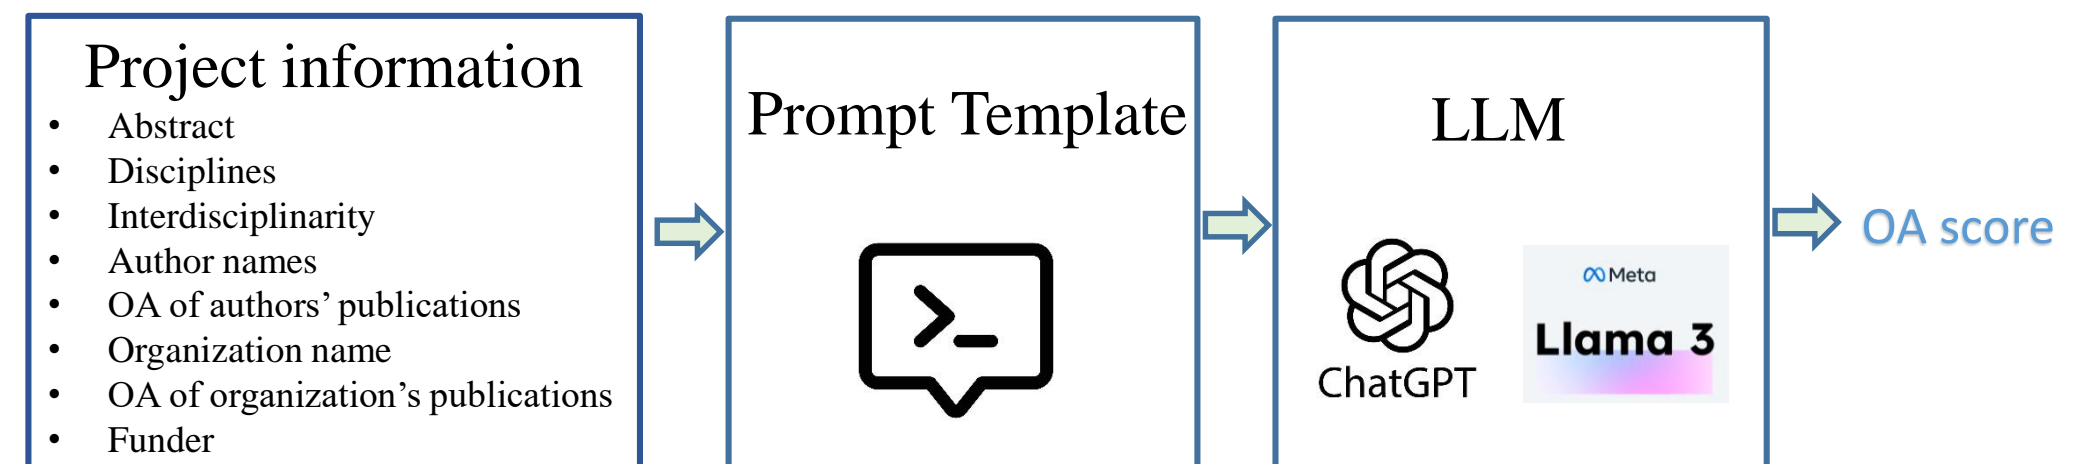 Project information
• Abstract
• Disciplines
• Interdisciplinarity
• Author names
• OA of authors’ publications
• Organization name
• OA of organization’s publications
• Funder
Prompt Template
>_
LLM
ChatGPT
Meta
Llama 3
OA score